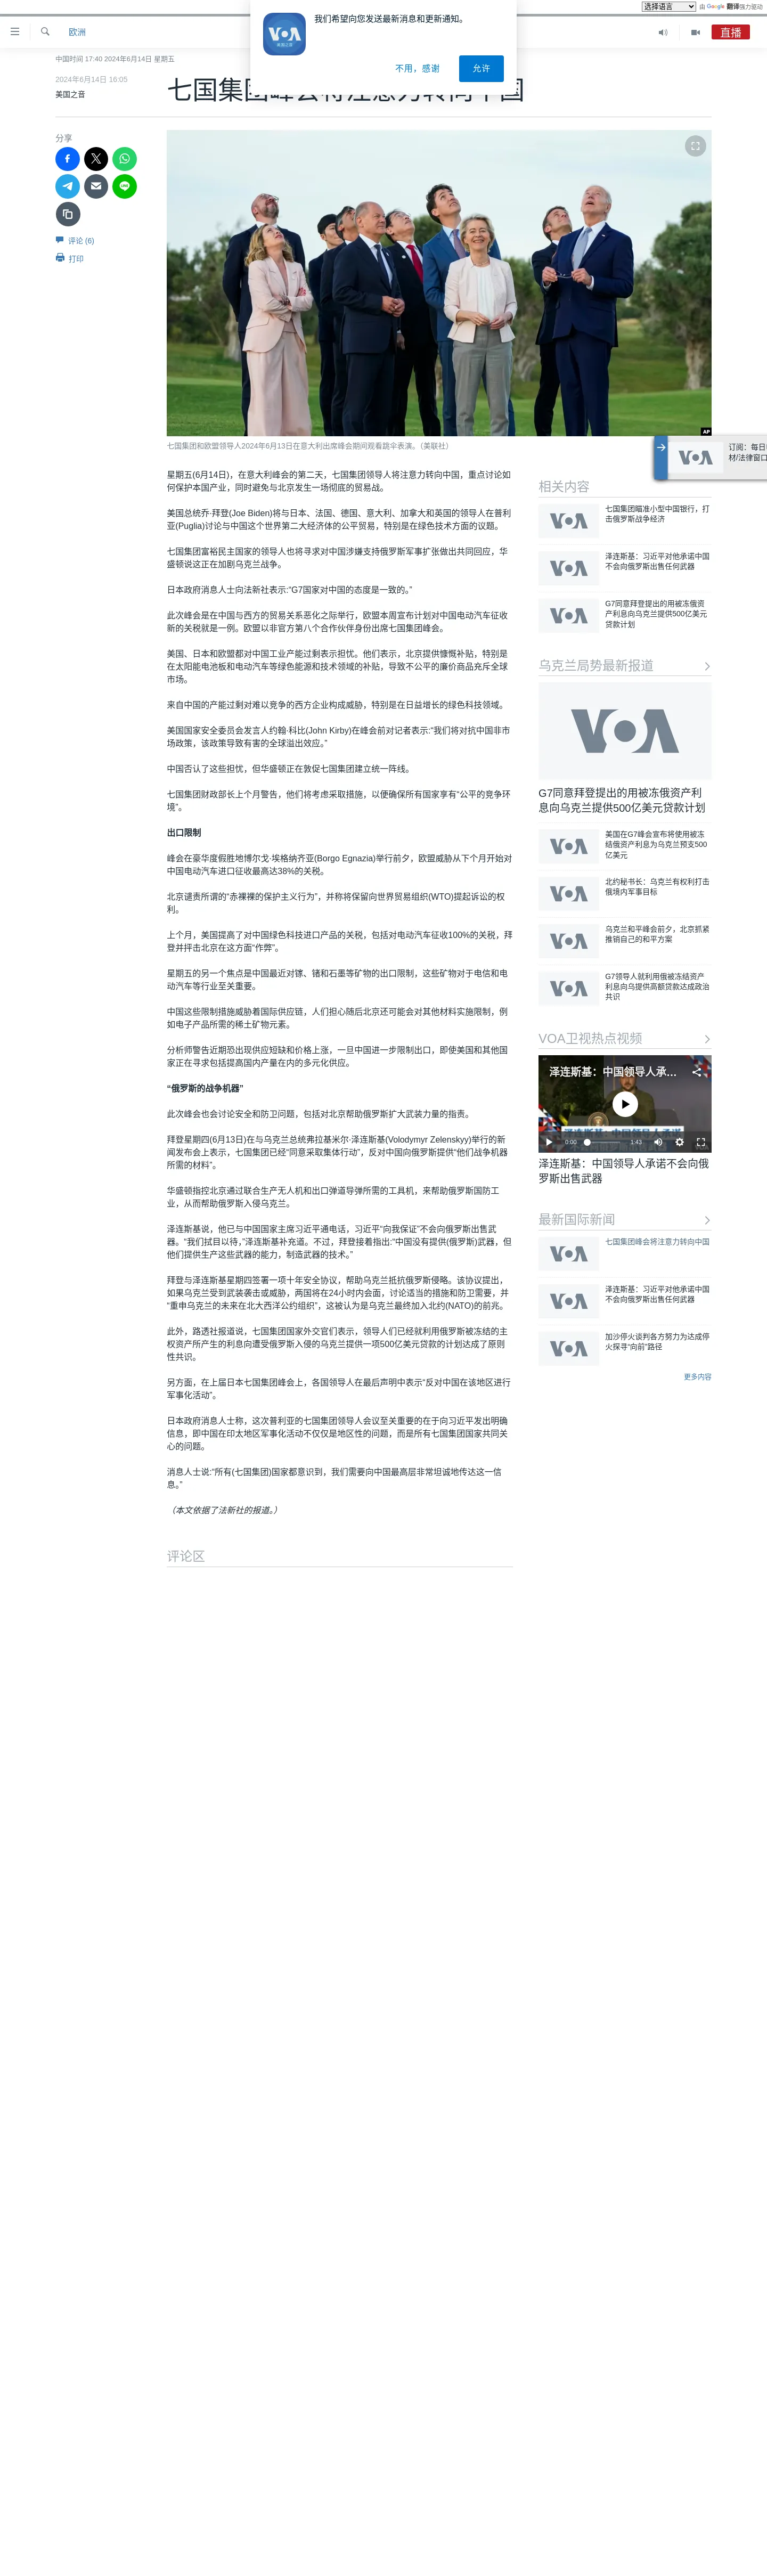 选择语言 由 Google 翻译强力驱动
我们希望向您发送最新消息和更新通知。
不用，感谢
允许
欧洲
直播
中国时间 17:40 2024年6月14日 星期五
七国集团峰会将注意力转向中国
2024年6月14日 16:05
美国之音
分享
评论 (6)
打印
AP
七国集团和欧盟领导人2024年6月13日在意大利出席峰会期间观看跳伞表演。（美联社）
星期五(6月14日)，在意大利峰会的第二天，七国集团领导人将注意力转向中国，重点讨论如
何保护本国产业，同时避免与北京发生一场彻底的贸易战。
美国总统乔·拜登(Joe Biden)将与日本、法国、德国、意大利、加拿大和英国的领导人在普利
亚(Puglia)讨论与中国这个世界第二大经济体的公平贸易，特别是在绿色技术方面的议题。
七国集团富裕民主国家的领导人也将寻求对中国涉嫌支持俄罗斯军事扩张做出共同回应，华
盛顿说这正在加剧乌克兰战争。
日本政府消息人士向法新社表示:“G7国家对中国的态度是一致的。”
此次峰会是在中国与西方的贸易关系恶化之际举行，欧盟本周宣布计划对中国电动汽车征收
新的关税就是一例。欧盟以非官方第八个合作伙伴身份出席七国集团峰会。
美国、日本和欧盟都对中国工业产能过剩表示担忧。他们表示，北京提供慷慨补贴，特别是
在太阳能电池板和电动汽车等绿色能源和技术领域的补贴，导致不公平的廉价商品充斥全球
市场。
来自中国的产能过剩对难以竞争的西方企业构成威胁，特别是在日益增长的绿色科技领域。
美国国家安全委员会发言人约翰·科比(John Kirby)在峰会前对记者表示:“我们将对抗中国非市
场政策，该政策导致有害的全球溢出效应。”
中国否认了这些担忧，但华盛顿正在敦促七国集团建立统一阵线。
七国集团财政部长上个月警告，他们将考虑采取措施，以便确保所有国家享有“公平的竞争环
境”。
出口限制
峰会在豪华度假胜地博尔戈·埃格纳齐亚(Borgo Egnazia)举行前夕，欧盟威胁从下个月开始对
中国电动汽车进口征收最高达38%的关税。
北京谴责所谓的“赤裸裸的保护主义行为”，并称将保留向世界贸易组织(WTO)提起诉讼的权
利。
上个月，美国提高了对中国绿色科技进口产品的关税，包括对电动汽车征收100%的关税，拜
登并抨击北京在这方面“作弊”。
星期五的另一个焦点是中国最近对镓、锗和石墨等矿物的出口限制，这些矿物对于电信和电
动汽车等行业至关重要。
中国这些限制措施威胁着国际供应链，人们担心随后北京还可能会对其他材料实施限制，例
如电子产品所需的稀土矿物元素。
分析师警告近期恐出现供应短缺和价格上涨，一旦中国进一步限制出口，即使美国和其他国
家正在寻求包括提高国内产量在内的多元化供应。
“俄罗斯的战争机器”
此次峰会也会讨论安全和防卫问题，包括对北京帮助俄罗斯扩大武装力量的指责。
拜登星期四(6月13日)在与乌克兰总统弗拉基米尔·泽连斯基(Volodymyr Zelenskyy)举行的新
闻发布会上表示，七国集团已经“同意采取集体行动”，反对中国向俄罗斯提供“他们战争机器
所需的材料”。
华盛顿指控北京通过联合生产无人机和出口弹道导弹所需的工具机，来帮助俄罗斯国防工
业，从而帮助俄罗斯入侵乌克兰。
泽连斯基说，他已与中国国家主席习近平通电话，习近平“向我保证”不会向俄罗斯出售武
器。“我们拭目以待，”泽连斯基补充道。不过，拜登接着指出:“中国没有提供(俄罗斯)武器，但
他们提供生产这些武器的能力，制造武器的技术。”
拜登与泽连斯基星期四签署一项十年安全协议，帮助乌克兰抵抗俄罗斯侵略。该协议提出，
如果乌克兰受到武装袭击或威胁，两国将在24小时内会面，讨论适当的措施和防卫需要，并
“重申乌克兰的未来在北大西洋公约组织”，这被认为是乌克兰最终加入北约(NATO)的前兆。
此外，路透社报道说，七国集团国家外交官们表示，领导人们已经就利用俄罗斯被冻结的主
权资产所产生的利息向遭受俄罗斯入侵的乌克兰提供一项500亿美元贷款的计划达成了原则
性共识。
另方面，在上届日本七国集团峰会上，各国领导人在最后声明中表示“反对中国在该地区进行
军事化活动”。
日本政府消息人士称，这次普利亚的七国集团领导人会议至关重要的在于向习近平发出明确
信息，即中国在印太地区军事化活动不仅仅是地区性的问题，而是所有七国集团国家共同关
心的问题。
消息人士说:“所有(七国集团)国家都意识到，我们需要向中国最高层非常坦诚地传达这一信
息。”
（本文依据了法新社的报道。）
评论区
VOA
订阅：每日
材/法律窗口
相关内容
VOA
七国集团瞄准小型中国银行，打
击俄罗斯战争经济
VOA
泽连斯基：习近平对他承诺中国
不会向俄罗斯出售任何武器
VOA
G7同意拜登提出的用被冻俄资
产利息向乌克兰提供500亿美元
贷款计划
乌克兰局势最新报道
VOA
G7同意拜登提出的用被冻俄资产利
息向乌克兰提供500亿美元贷款计划
VOA
美国在G7峰会宣布将使用被冻
结俄资产利息为乌克兰预支500
亿美元
VOA
北约秘书长：乌克兰有权利打击
俄境内军事目标
VOA
乌克兰和平峰会前夕，北京抓紧
推销自己的和平方案
VOA
G7领导人就利用俄被冻结资产
利息向乌提供高额贷款达成政治
共识
VOA卫视热点视频
泽连斯基：中国领导人承…
0:00 1:43
泽连斯基：中国领导人承诺不会向俄
罗斯出售武器
最新国际新闻
VOA
七国集团峰会将注意力转向中国
VOA
泽连斯基：习近平对他承诺中国
不会向俄罗斯出售任何武器
VOA
加沙停火谈判各方努力为达成停
火探寻“向前”路径
更多内容